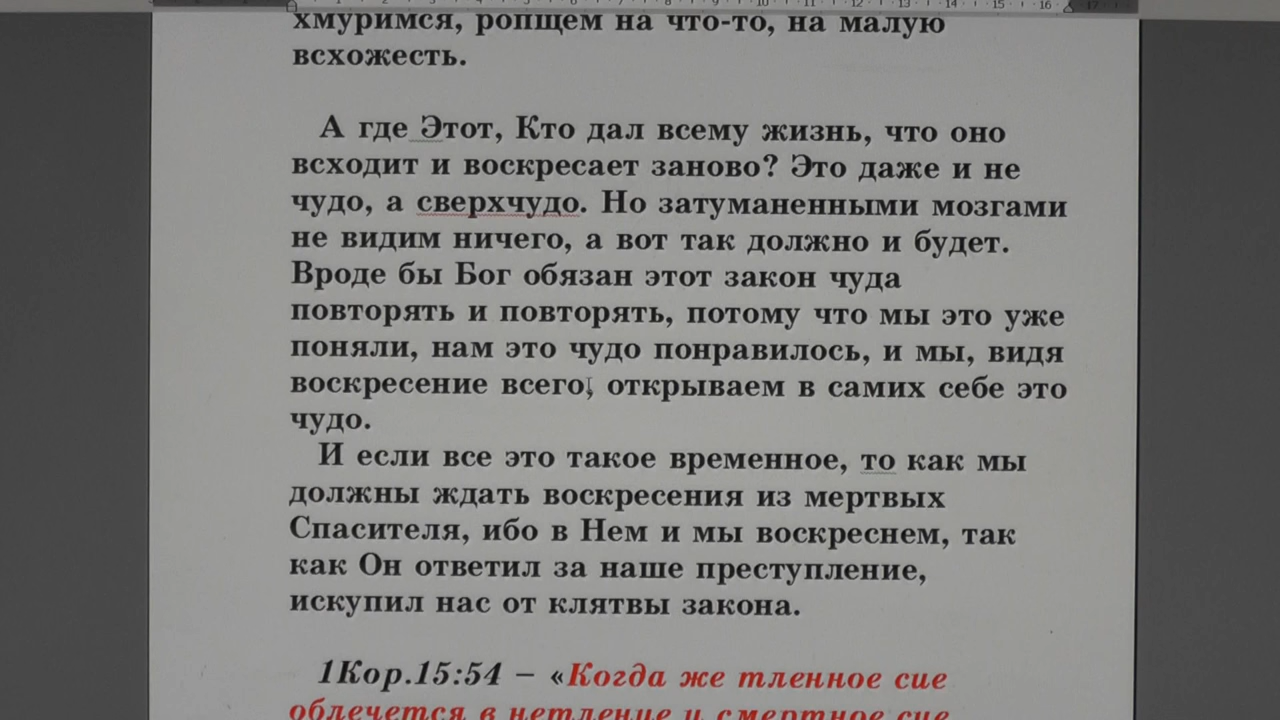 хмуримся, ропщем на что-то, на малую
всхожесть.
А где Этот, Кто дал всему жизнь, что оно
всходит и воскресает заново? Это даже и не
чудо, а сверхчудо. Но затуманенными мозгами
не видим ничего, а вот так должно и будет.
Вроде бы Бог обязан этот закон чуда
повторять и повторять, потому что мы это уже
поняли, нам это чудо понравилось, и мы, видя
воскресение всего, открываем в самих себе это
чудо.
И если все это такое временное, то как мы
должны ждать воскресения из мертвых
Спасителя, ибо в Нем и мы воскреснем, так
как Он ответил за наше преступление,
искупил нас от клятвы закона.
1Кор.15:54 – «Когда же тленное сие
облечется в нетление и смертное сие